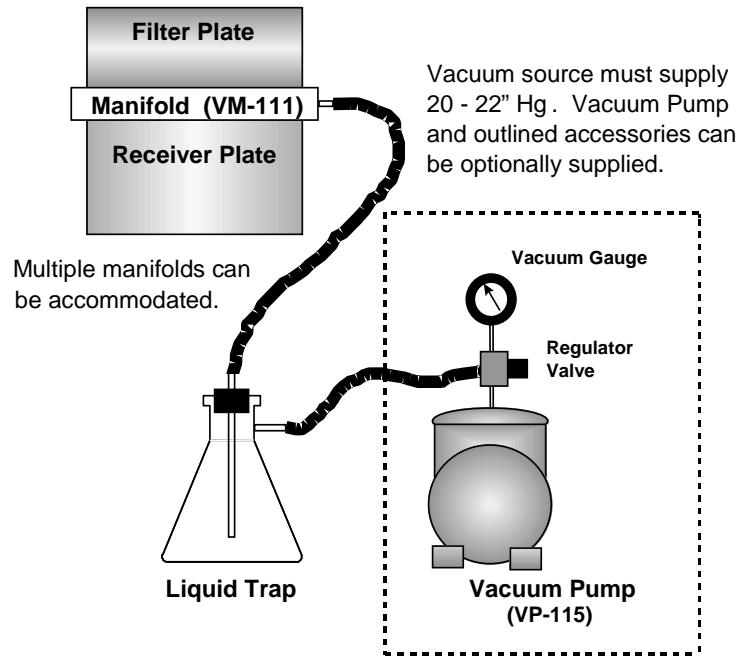 Filter Plate
Manifold (VM-111)
Receiver Plate
Vacuum source must supply
20 - 22” Hg . Vacuum Pump
and outlined accessories can
be optionally supplied.
Multiple manifolds can
be accommodated.
Vacuum Gauge
Regulator
Valve
Liquid Trap
Vacuum Pump
(VP-115)